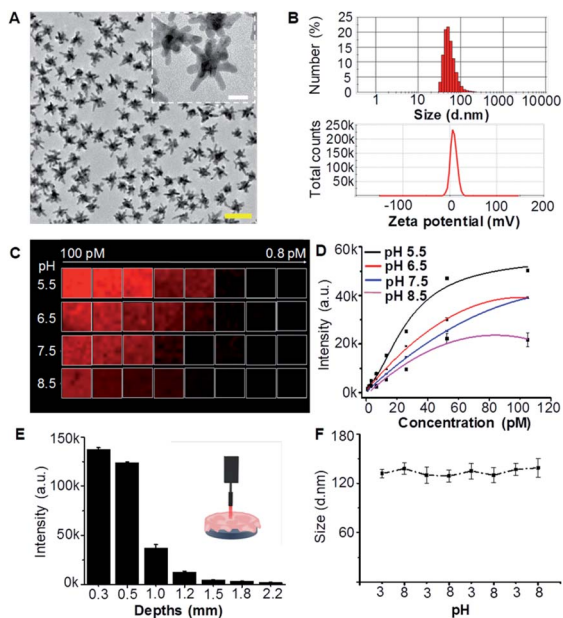 A
B
Number (%)
25
20
15
10
5
0
1
10
100
1000
10000
Size (d.nm)
Total counts
250k
200k
150k
100k
50k
-100
0
100
200
Zeta potential (mV)
C
100 pM
0.8 pM
pH
5.5
6.5
7.5
8.5
D
pH 5.5
pH 6.5
pH 7.5
pH 8.5
Intensity (a.u.)
60k
40k
20k
0k
0
20
40
60
80
100
120
Concentration (pM)
E
Intensity (a.u.)
150k
100k
50k
0k
0.3
0.5
1.0
1.2
1.5
1.8
2.2
Depths (mm)
F
Size (d.nm)
180
120
60
0
3
8
3
8
3
8
3
8
pH